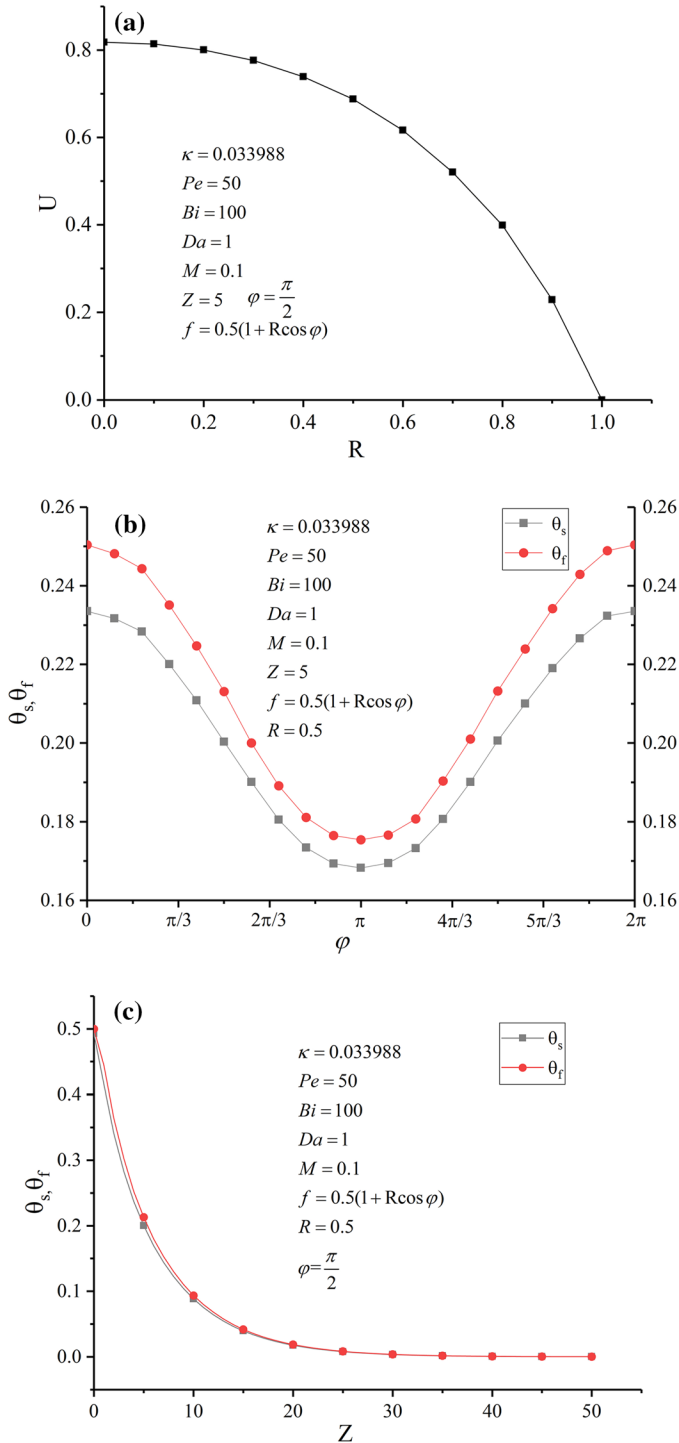 (a)
0.8
0.6
0.4
0.2
0.0
U
κ = 0.033988
Pe = 50
Bi = 100
Da = 1
M = 0.1
Z = 5 φ = π/2
f = 0.5(1+Rcosφ)
0.0 0.2 0.4 0.6 0.8 1.0
R
(b)
0.26 0.26
0.24 0.24
0.22 0.22
0.20 0.20
0.18 0.18
0.16 0.16
θs,θf
κ = 0.033988
Pe = 50
Bi = 100
Da = 1
M = 0.1
Z = 5
f = 0.5(1+Rcosφ)
R = 0.5
θs
θf
0 π/3 2π/3 π 4π/3 5π/3 2π
φ
(c)
0.5
0.4
0.3
0.2
0.1
0.0
θs,θf
κ = 0.033988
Pe = 50
Bi = 100
Da = 1
M = 0.1
f = 0.5(1+Rcosφ)
R = 0.5
φ=π/2
θs
θf
0 10 20 30 40 50
Z